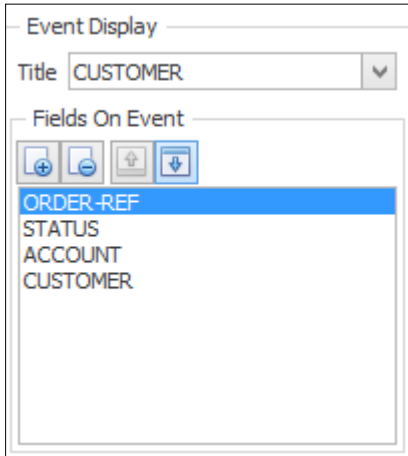 Event Display
Title CUSTOMER
Fields On Event
ORDER-REF
STATUS
ACCOUNT
CUSTOMER